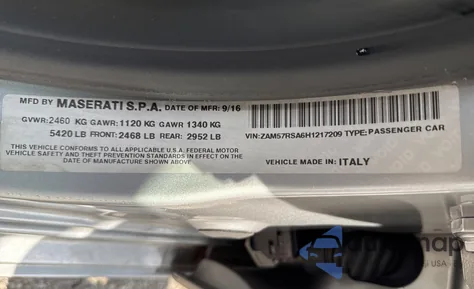 MFD BY MASERATI S.P.A. DATE OF MFR: 9/16
GVWR: 2460 KG GAWR: 1120 KG GAWR 1340 KG
5420 LB FRONT: 2468 LB REAR: 2952 LB
VIN: ZAM57RSA6H1217209 TYPE: PASSENGER CAR
THIS VEHICLE CONFORMS TO ALL APPLICABLE U.S.A. FEDERAL MOTOR
VEHICLE SAFETY BUMPER AND THEFT PREVENTION STANDARDS IN EFFECT ON THE
DATE OF MANUFACTURE SHOWN ABOVE
MADE IN: ITALY